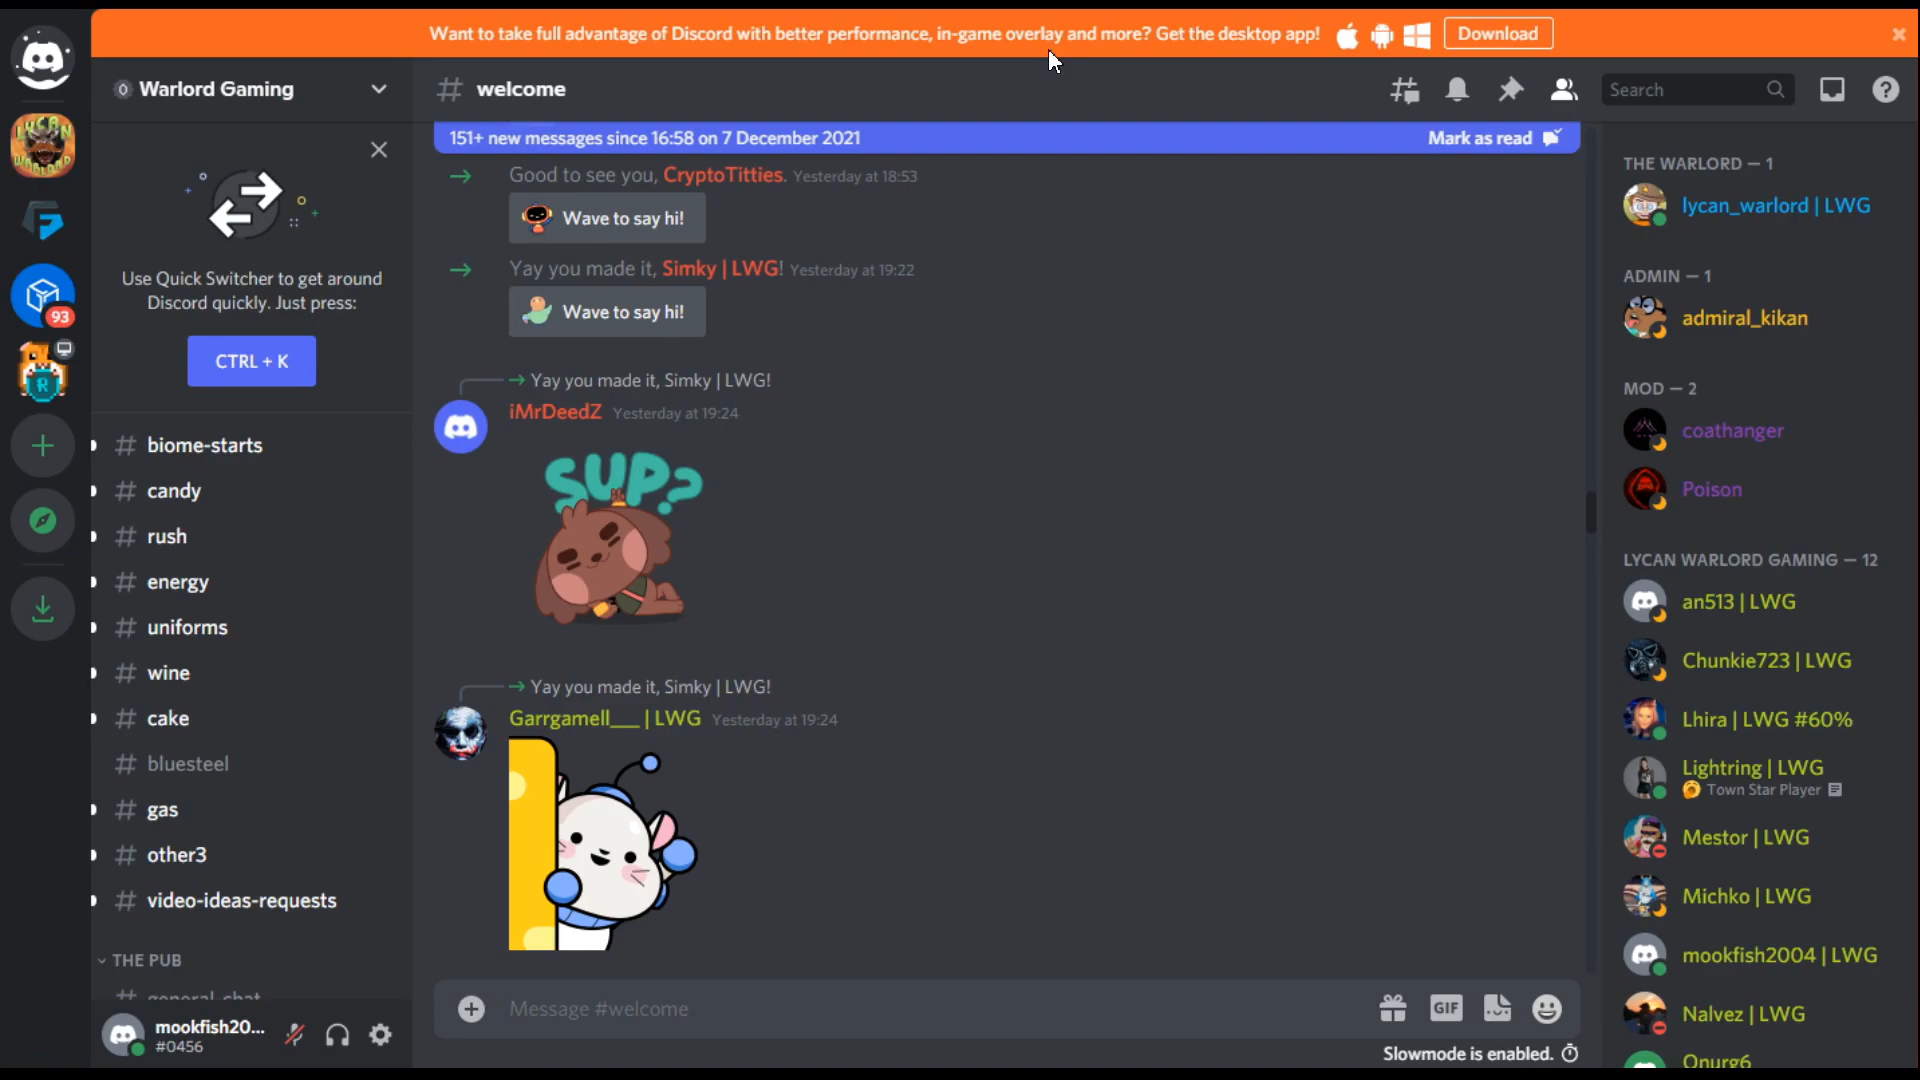 Want to take full advantage of Discord with better performance, in-game overlay and more? Get the desktop app!
Download
Warlord Gaming
welcome
Search
LYCAN
WARLORD
93
R
Use Quick Switcher to get around
Discord quickly. Just press:
CTRL + K
# biome-starts
# candy
# rush
# energy
# uniforms
# wine
# cake
# bluesteel
# gas
# other3
# video-ideas-requests
THE PUB
# general-chat
mookfish20...
#0456
151+ new messages since 16:58 on 7 December 2021
Mark as read
Good to see you, CryptoTitties. Yesterday at 18:53
Wave to say hi!
Yay you made it, Simky | LWG! Yesterday at 19:22
Wave to say hi!
Yay you made it, Simky | LWG!
iMrDeedZ Yesterday at 19:24
SUP?
Yay you made it, Simky | LWG!
Garrgamell___ | LWG Yesterday at 19:24
Message #welcome
GIF
Slowmode is enabled.
THE WARLORD — 1
lycan_warlord | LWG
ADMIN — 1
admiral_kikan
MOD — 2
coathanger
Poison
LYCAN WARLORD GAMING — 12
an513 | LWG
Chunkie723 | LWG
Lhira | LWG #60%
Lightring | LWG
Town Star Player
Mestor | LWG
Michko | LWG
mookfish2004 | LWG
Nalvez | LWG
Onurg6